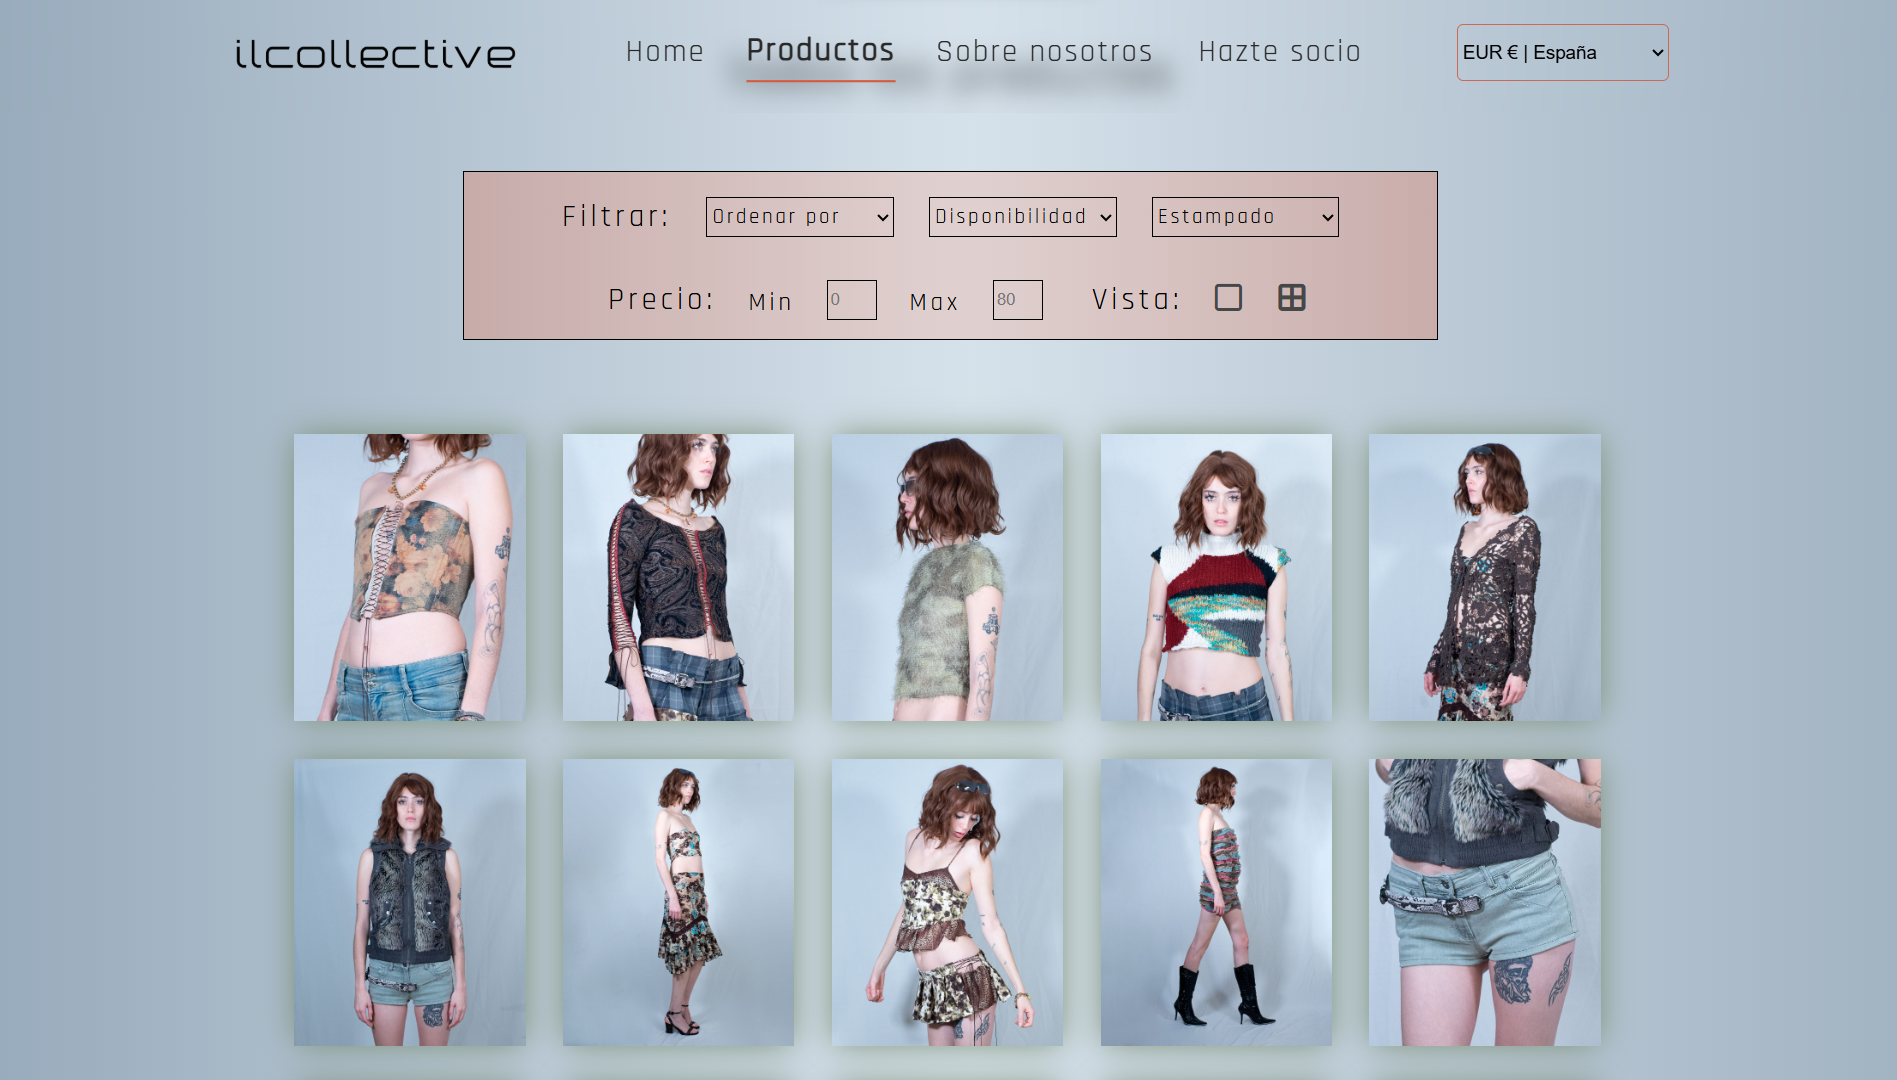 ilcollective Home Productos Sobre nosotros Hazte socio EUR € | España
Filtrar: Ordenar por Disponibilidad Estampado
Precio: Min 0 Max 80 Vista: